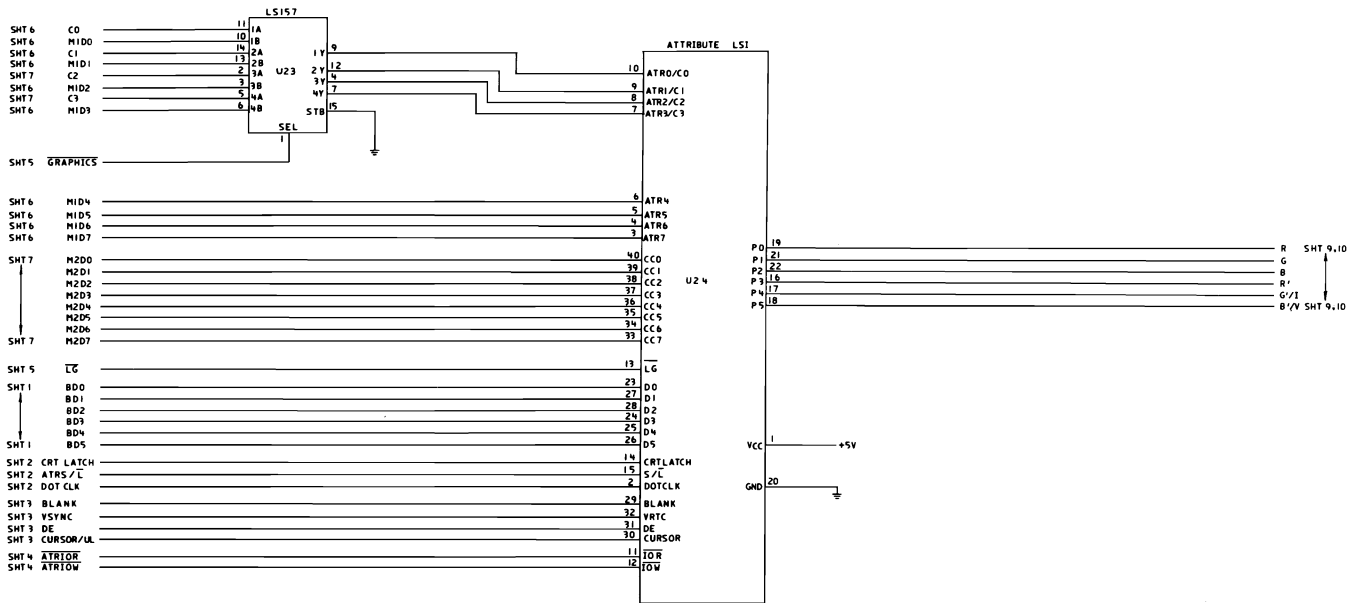 LS157
SHT 6 C0 11 1A
SHT 6 M1D0 10 1B 1Y 9
SHT 6 C1 14 2A
SHT 6 M1D1 13 2B 2Y 12
SHT 7 C2 2 3A U23 3Y 4
SHT 6 M1D2 3 3B
SHT 7 C3 5 4A 4Y 7
SHT 6 M1D3 6 4B STB 15
SEL
1
SHT 5 GRAPHICS
ATTRIBUTE LSI
10 ATR0/C0
9 ATR1/C1
8 ATR2/C2
7 ATR3/C3
SHT 6 M1D4 6 ATR4
SHT 6 M1D5 5 ATR5
SHT 6 M1D6 4 ATR6
SHT 6 M1D7 3 ATR7
SHT 7 M2D0 40 CC0
M2D1 39 CC1
M2D2 38 CC2
M2D3 37 CC3
M2D4 36 CC4
M2D5 35 CC5
M2D6 34 CC6
SHT 7 M2D7 33 CC7
U24
P0 19 R SHT 9,10
P1 21 G
P2 22 B
P3 16 R'
P4 17 G'/I
P5 18 B'/V SHT 9,10
SHT 5 LG 13 LG
SHT 1 BD0 23 D0
BD1 27 D1
BD2 28 D2
BD3 24 D3
BD4 25 D4
SHT 1 BD5 26 D5
VCC 1 +5V
SHT 2 CRT LATCH 14 CRTLATCH
SHT 2 ATRS/L 15 S/L
SHT 2 DOT CLK 2 DOTCLK
GND 20
SHT 3 BLANK 29 BLANK
SHT 3 VSYNC 32 VRTC
SHT 3 DE 31 DE
SHT 3 CURSOR/UL 30 CURSOR
SHT 4 ATRIOR 11 IOR
SHT 4 ATRIOW 12 IOW